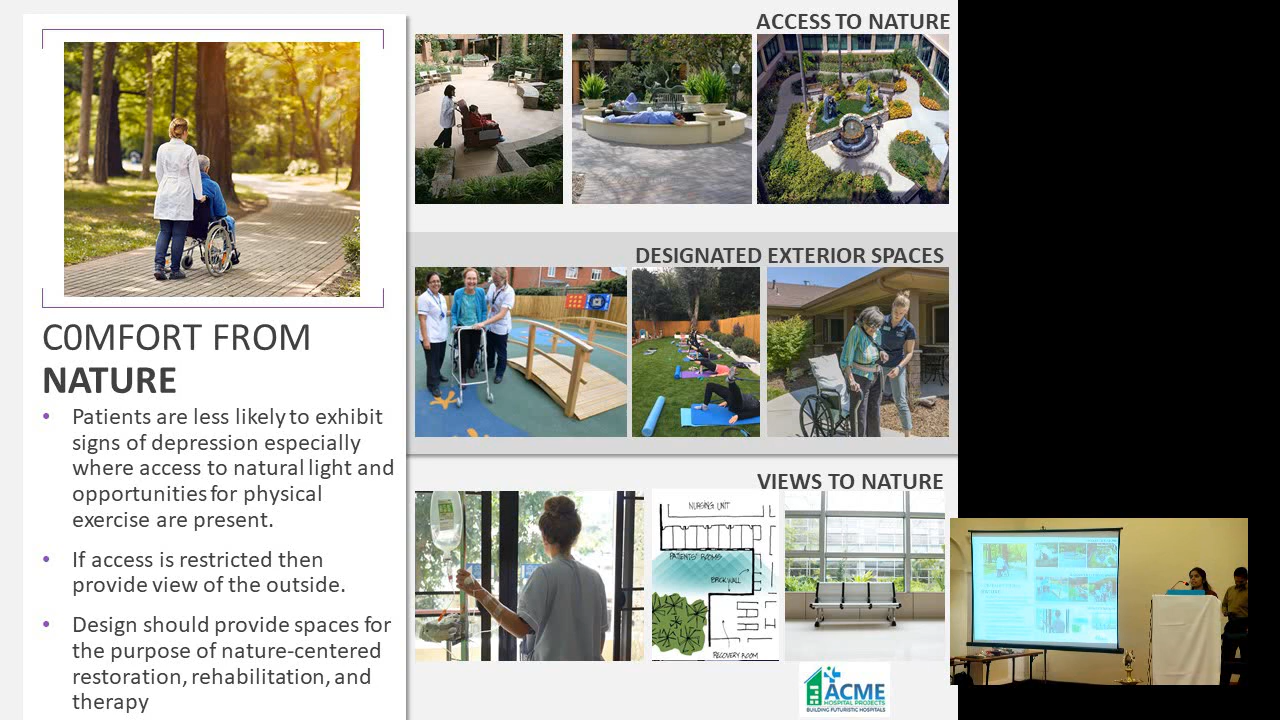 C0MFORT FROM
NATURE
• Patients are less likely to exhibit
signs of depression especially
where access to natural light and
opportunities for physical
exercise are present.
• If access is restricted then
provide view of the outside.
• Design should provide spaces for
the purpose of nature-centered
restoration, rehabilitation, and
therapy
ACCESS TO NATURE
DESIGNATED EXTERIOR SPACES
VIEWS TO NATURE
NURSING UNIT
PATIENTS' ROOMS
BRICK WALL
RECOVERY ROOM
ACME
HOSPITAL PROJECTS
BUILDING FUTURISTIC HOSPITALS